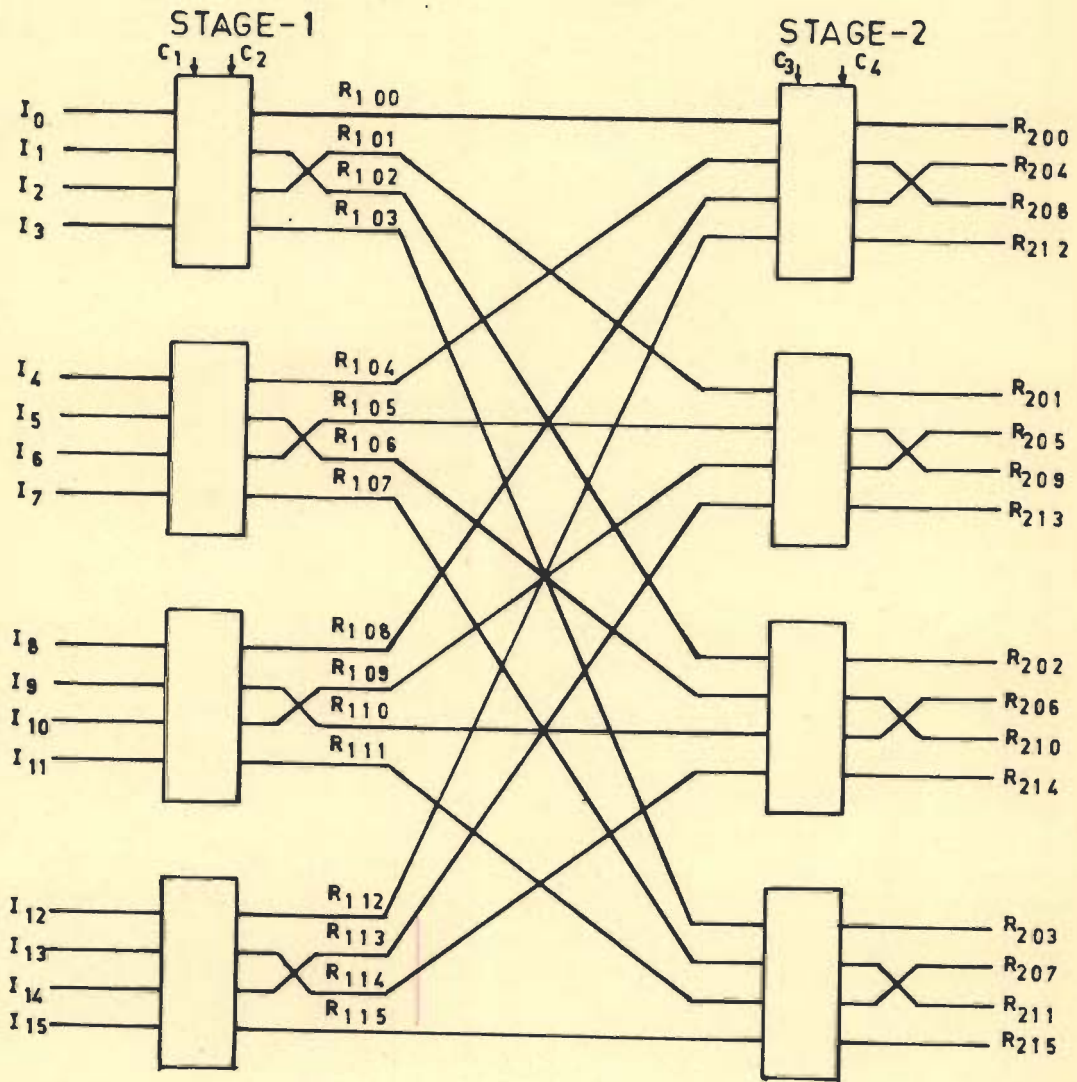 STAGE-1
C1 C2
STAGE-2
C3 C4
I0
I1
I2
I3
R100
R101
R102
R103
R200
R204
R208
R212
I4
I5
I6
I7
R104
R105
R106
R107
R201
R205
R209
R213
I8
I9
I10
I11
R108
R109
R110
R111
R202
R206
R210
R214
I12
I13
I14
I15
R112
R113
R114
R115
R203
R207
R211
R215